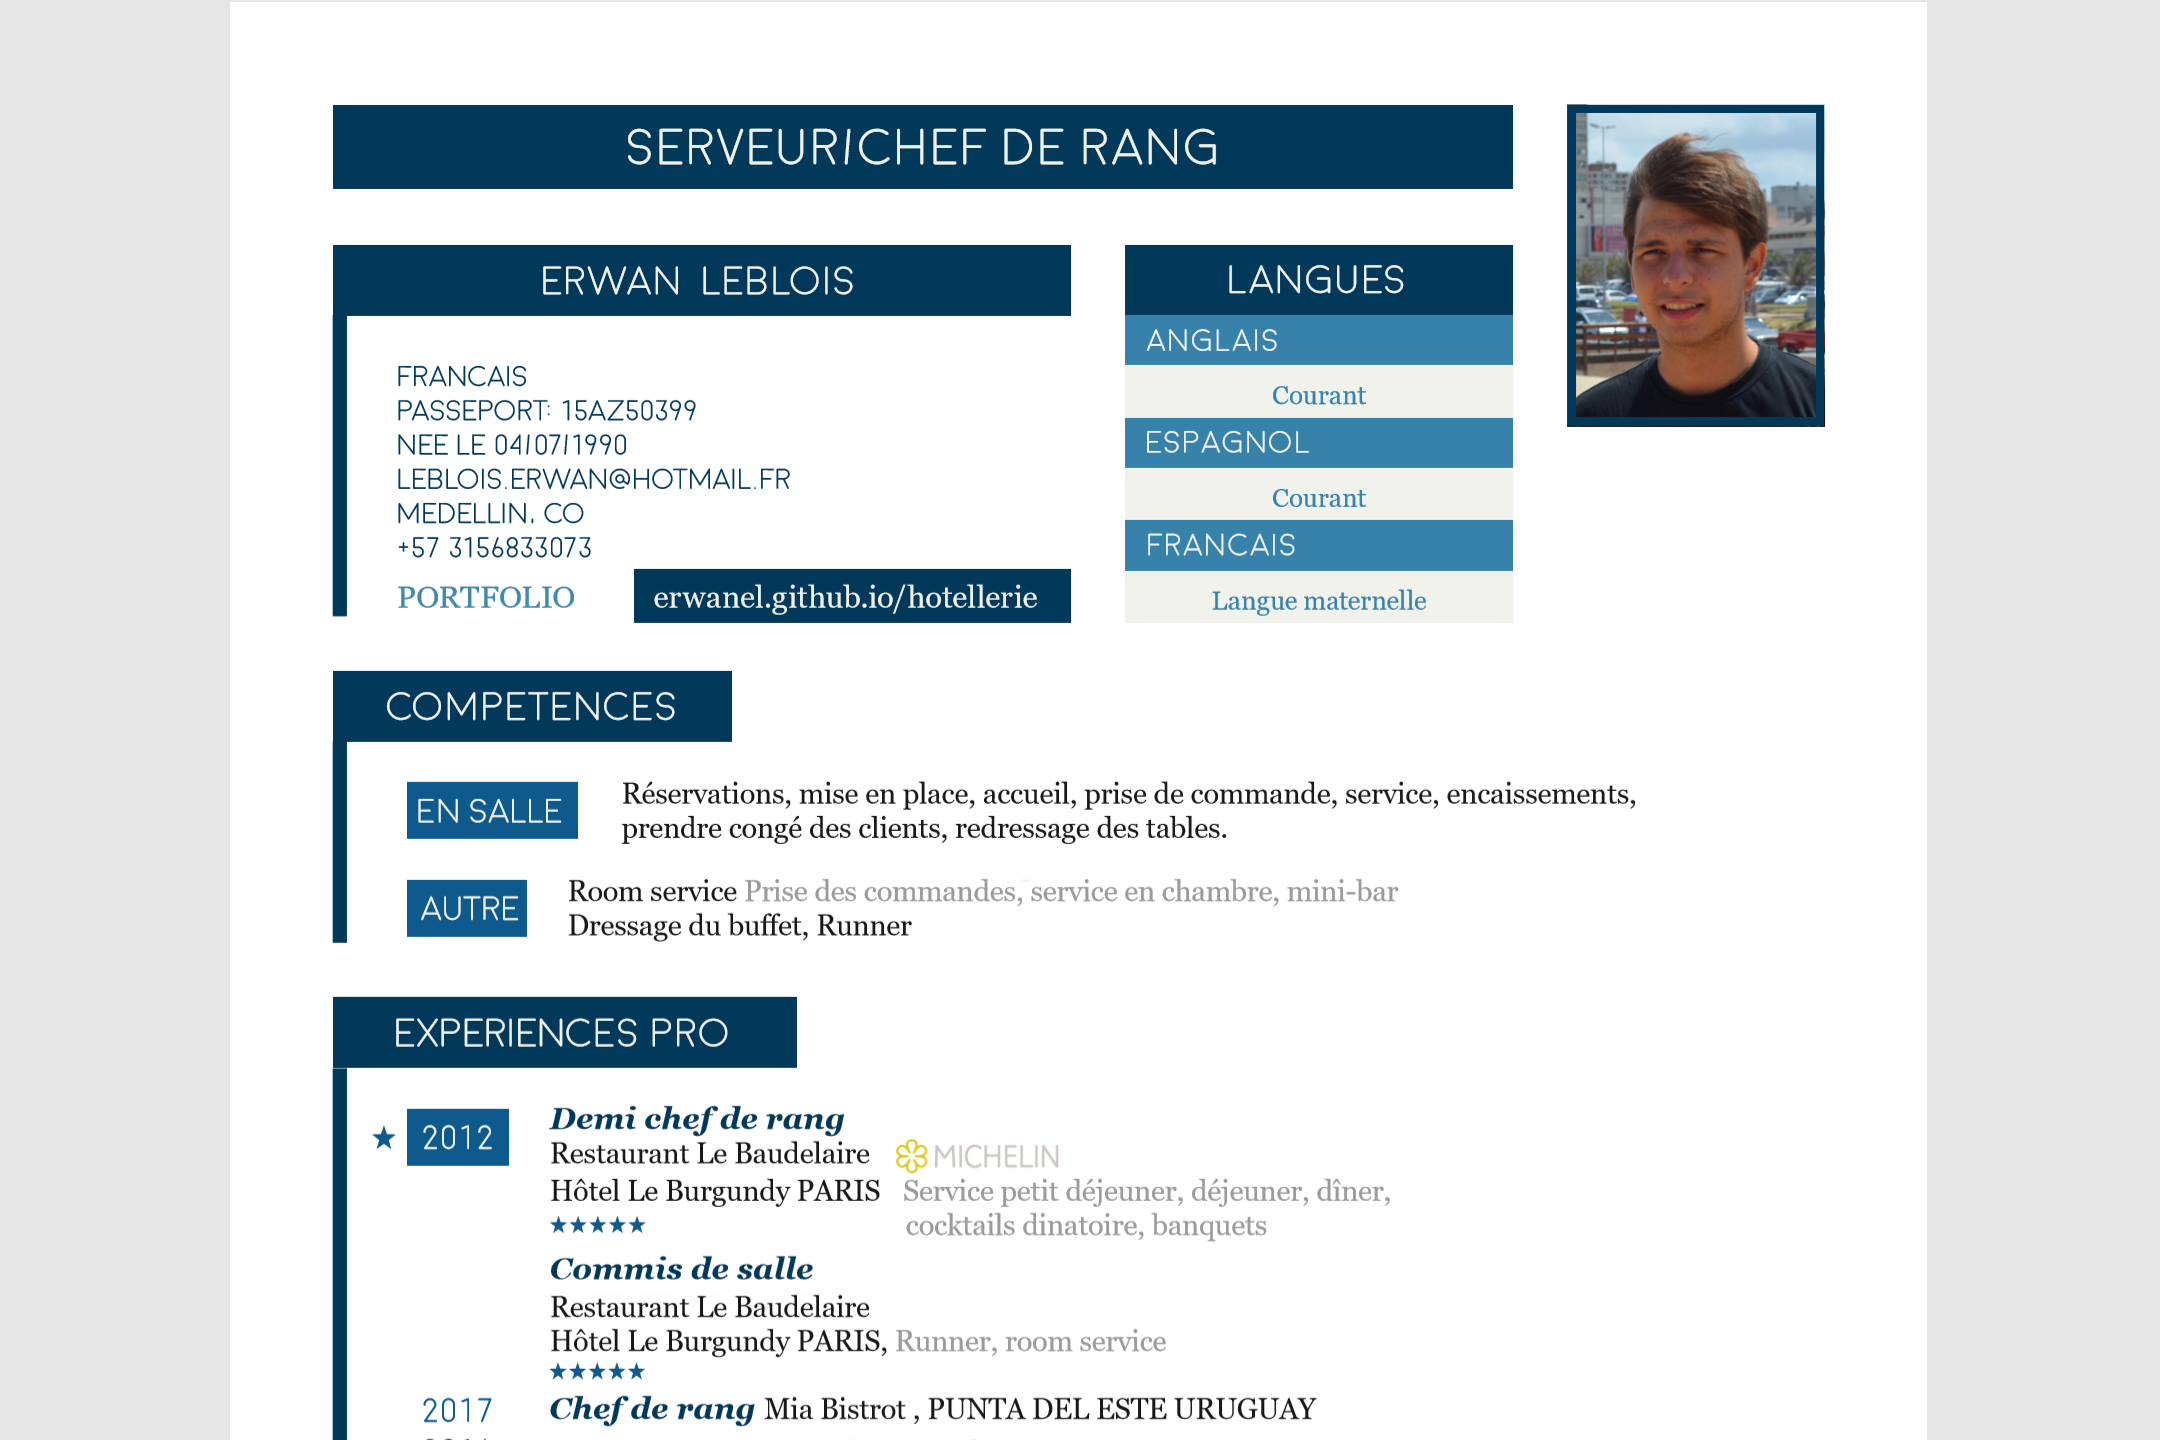 SERVEUR/CHEF DE RANG
ERWAN LEBLOIS
FRANCAIS
PASSEPORT: 15AZ50399
NEE LE 04/07/1990
LEBLOIS.ERWAN@HOTMAIL.FR
MEDELLIN, CO
+57 3156833073
PORTFOLIO erwanel.github.io/hotellerie
LANGUES
ANGLAIS
Courant
ESPAGNOL
Courant
FRANCAIS
Langue maternelle
COMPETENCES
EN SALLE
Réservations, mise en place, accueil, prise de commande, service, encaissements,
prendre congé des clients, redressage des tables.
AUTRE
Room service Prise des commandes, service en chambre, mini-bar
Dressage du buffet, Runner
EXPERIENCES PRO
2012
Demi chef de rang
Restaurant Le Baudelaire MICHELIN
Hôtel Le Burgundy PARIS Service petit déjeuner, déjeuner, dîner,
cocktails dinatoire, banquets
Commis de salle
Restaurant Le Baudelaire
Hôtel Le Burgundy PARIS, Runner, room service
2017 Chef de rang Mia Bistrot , PUNTA DEL ESTE URUGUAY